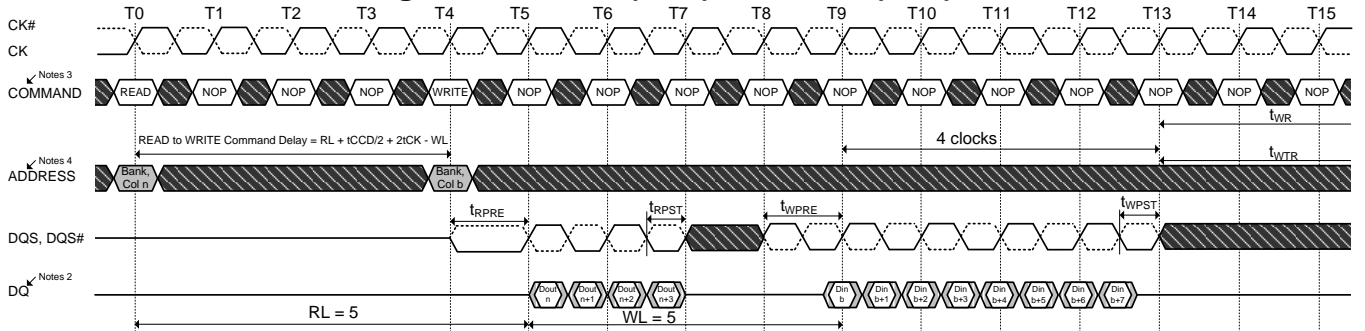 T0 T1 T2 T3 T4 T5 T6 T7 T8 T9 T10 T11 T12 T13 T14 T15
CK#
CK
Notes 3
COMMAND READ NOP NOP NOP WRITE NOP NOP NOP NOP NOP NOP NOP NOP NOP NOP NOP
READ to WRITE Command Delay = RL + tCCD/2 + 2tCK - WL
4 clocks
tWR
tWTR
Notes 4
ADDRESS
Bank, Col n
Bank, Col b
tRPRE tRPST tWPRE tWPST
DQS, DQS#
Notes 2
DQ
Dout n
Dout n+1
Dout n+2
Dout n+3
Din b
Din b+1
Din b+2
Din b+3
Din b+4
Din b+5
Din b+6
Din b+7
RL = 5 WL = 5